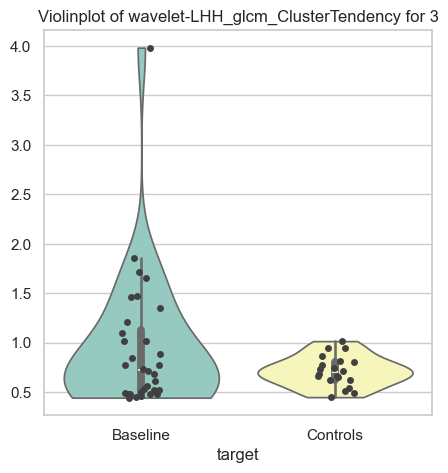 Violinplot of wavelet-LHH_glcm_ClusterTendency for 3
4.0
3.5
3.0
2.5
2.0
1.5
1.0
0.5
Baseline Controls
target